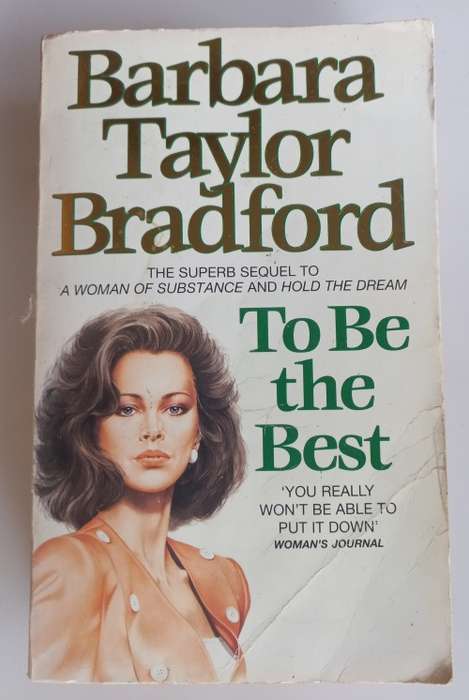 Barbara
Taylor
Bradford
THE SUPERB SEQUEL TO
A WOMAN OF SUBSTANCE AND HOLD THE DREAM
To Be
the
Best
'YOU REALLY
WON'T BE ABLE TO
PUT IT DOWN'
WOMAN'S JOURNAL